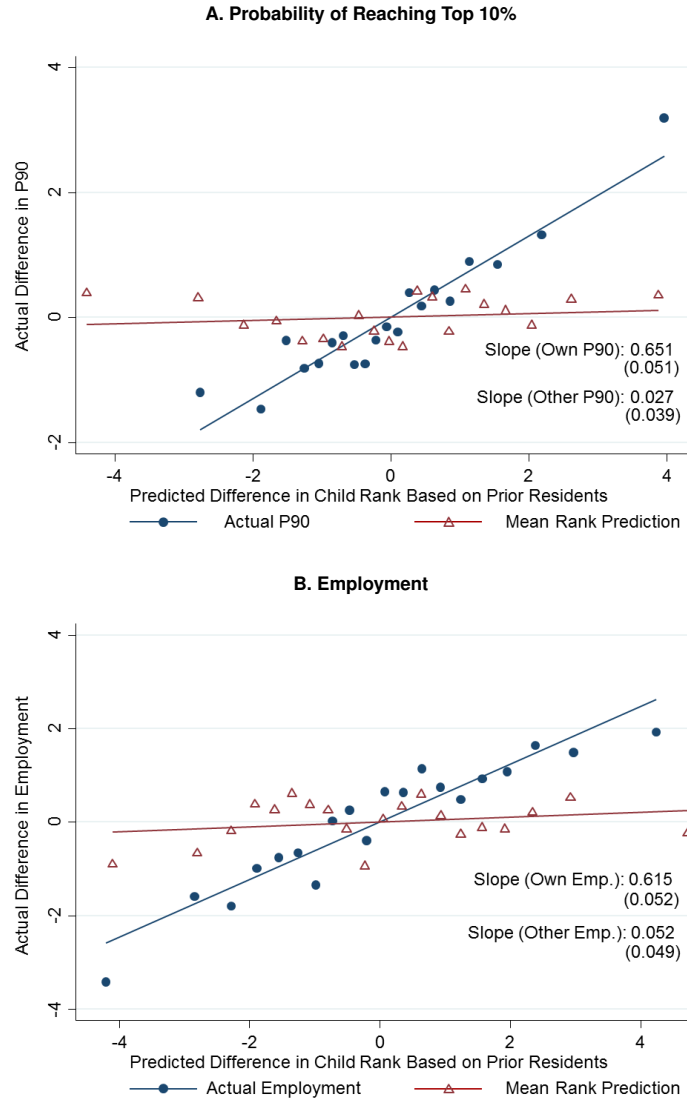 A. Probability of Reaching Top 10%
4
2
0
-2
Actual Difference in P90
Slope (Own P90): 0.651
(0.051)
Slope (Other P90): 0.027
(0.039)
-4 -2 0 2 4
Predicted Difference in Child Rank Based on Prior Residents
Actual P90 Mean Rank Prediction
B. Employment
4
2
0
-2
-4
Actual Difference in Employment
Slope (Own Emp.): 0.615
(0.052)
Slope (Other Emp.): 0.052
(0.049)
-4 -2 0 2 4
Predicted Difference in Child Rank Based on Prior Residents
Actual Employment Mean Rank Prediction